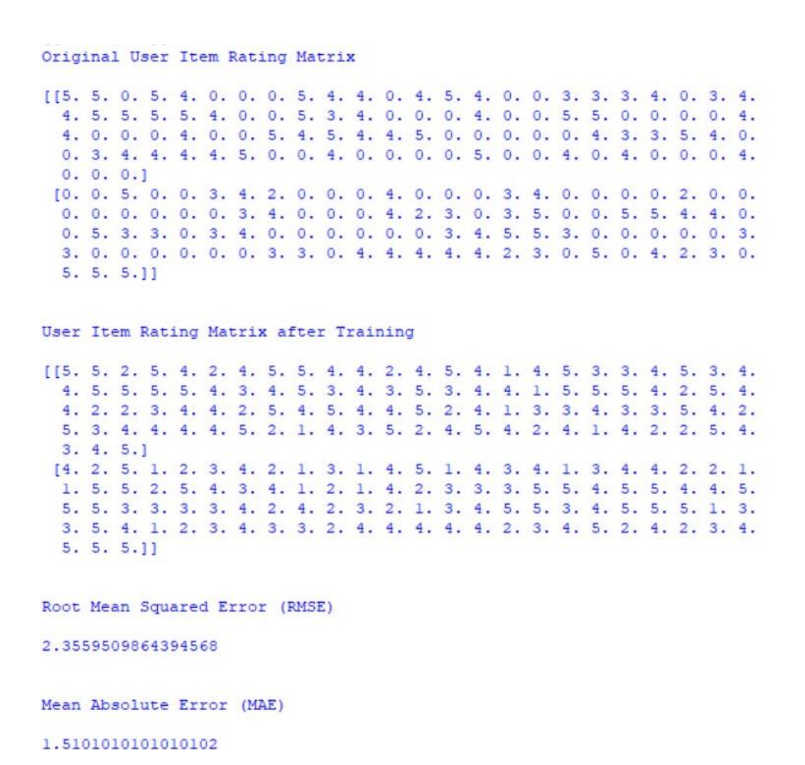 Original User Item Rating Matrix
[[5. 5. 0. 5. 4. 0. 0. 0. 5. 4. 4. 0. 4. 5. 4. 0. 0. 3. 3. 3. 4. 0. 3. 4.
4. 5. 5. 5. 5. 4. 0. 0. 5. 3. 4. 0. 0. 0. 4. 0. 0. 5. 5. 0. 0. 0. 0. 4.
4. 0. 0. 0. 4. 0. 0. 5. 4. 5. 4. 4. 5. 0. 0. 0. 0. 0. 4. 3. 3. 5. 4. 0.
0. 3. 4. 4. 4. 4. 5. 0. 0. 4. 0. 0. 0. 0. 5. 0. 0. 4. 0. 4. 0. 0. 0. 4.
0. 0. 0.]
[0. 0. 5. 0. 0. 3. 4. 2. 0. 0. 0. 4. 0. 0. 0. 3. 4. 0. 0. 0. 0. 2. 0. 0.
0. 0. 0. 0. 0. 0. 3. 4. 0. 0. 0. 4. 2. 3. 0. 3. 5. 0. 0. 5. 5. 4. 4. 0.
0. 5. 3. 3. 0. 3. 4. 0. 0. 0. 0. 0. 0. 3. 4. 5. 5. 3. 0. 0. 0. 0. 0. 3.
3. 0. 0. 0. 0. 0. 0. 3. 3. 0. 4. 4. 4. 4. 4. 2. 3. 0. 5. 0. 4. 2. 3. 0.
5. 5. 5.]]
User Item Rating Matrix after Training
[[5. 5. 2. 5. 4. 2. 4. 5. 5. 4. 4. 2. 4. 5. 4. 1. 4. 5. 3. 3. 4. 5. 3. 4.
4. 5. 5. 5. 5. 4. 3. 4. 5. 3. 4. 3. 5. 3. 4. 4. 1. 5. 5. 5. 4. 2. 5. 4.
4. 2. 2. 3. 4. 4. 2. 5. 4. 5. 4. 4. 5. 2. 4. 1. 3. 3. 4. 3. 3. 5. 4. 2.
5. 3. 4. 4. 4. 4. 5. 2. 1. 4. 3. 5. 2. 4. 5. 4. 2. 4. 1. 4. 2. 2. 5. 4.
3. 4. 5.]
[4. 2. 5. 1. 2. 3. 4. 2. 1. 3. 1. 4. 5. 1. 4. 3. 4. 1. 3. 4. 4. 2. 2. 1.
1. 5. 5. 2. 5. 4. 3. 4. 1. 2. 1. 4. 2. 3. 3. 3. 5. 5. 4. 5. 5. 4. 4. 5.
5. 5. 3. 3. 3. 3. 4. 2. 4. 2. 3. 2. 1. 3. 4. 5. 5. 3. 4. 5. 5. 5. 1. 3.
3. 5. 4. 1. 2. 3. 4. 3. 3. 2. 4. 4. 4. 4. 4. 2. 3. 4. 5. 2. 4. 2. 3. 4.
5. 5. 5.]]
Root Mean Squared Error (RMSE)
2.3559509864394568
Mean Absolute Error (MAE)
1.5101010101010102